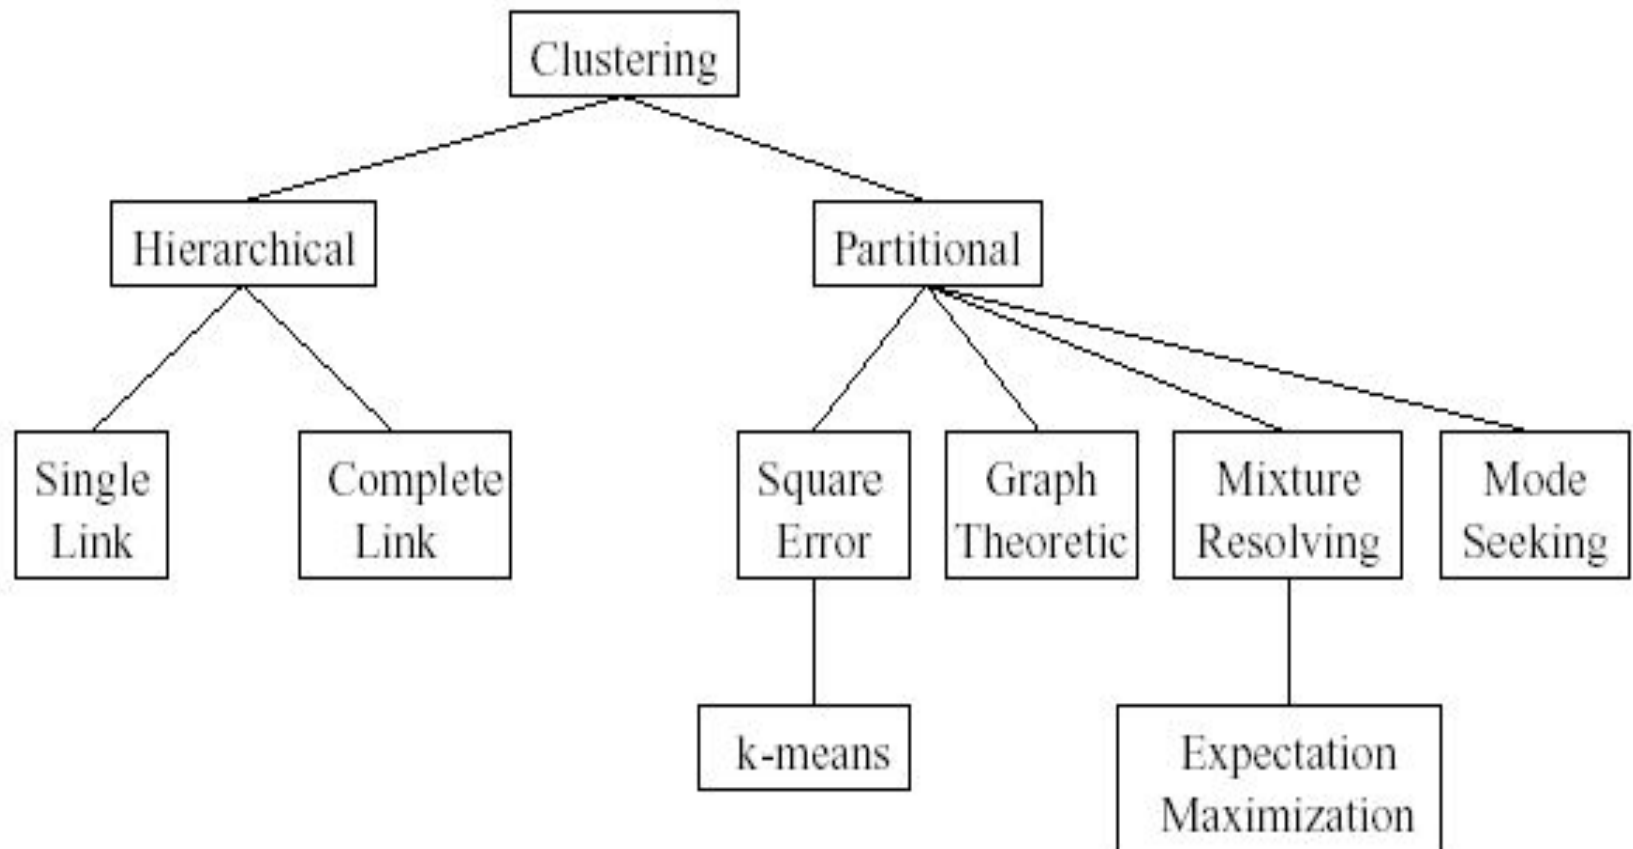 Clustering
Hierarchical
Partitional
Single
Link
Complete
Link
Square
Error
Graph
Theoretic
Mixture
Resolving
Mode
Seeking
k-means
Expectation
Maximization